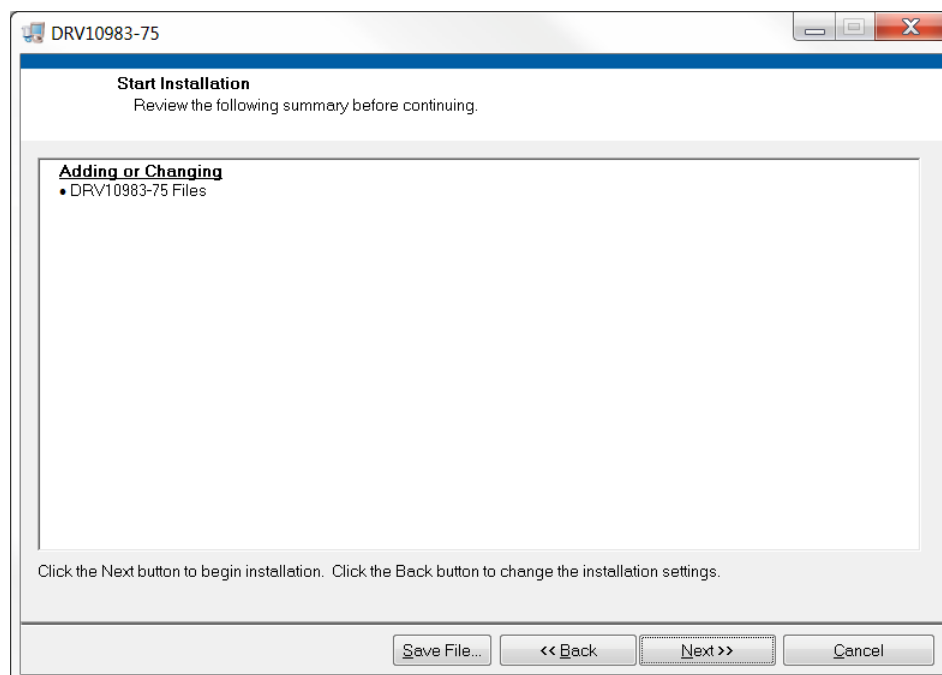 DRV10983-75
Start Installation
Review the following summary before continuing.
Adding or Changing
• DRV10983-75 Files
Click the Next button to begin installation. Click the Back button to change the installation settings.
Save File... << Back Next >> Cancel